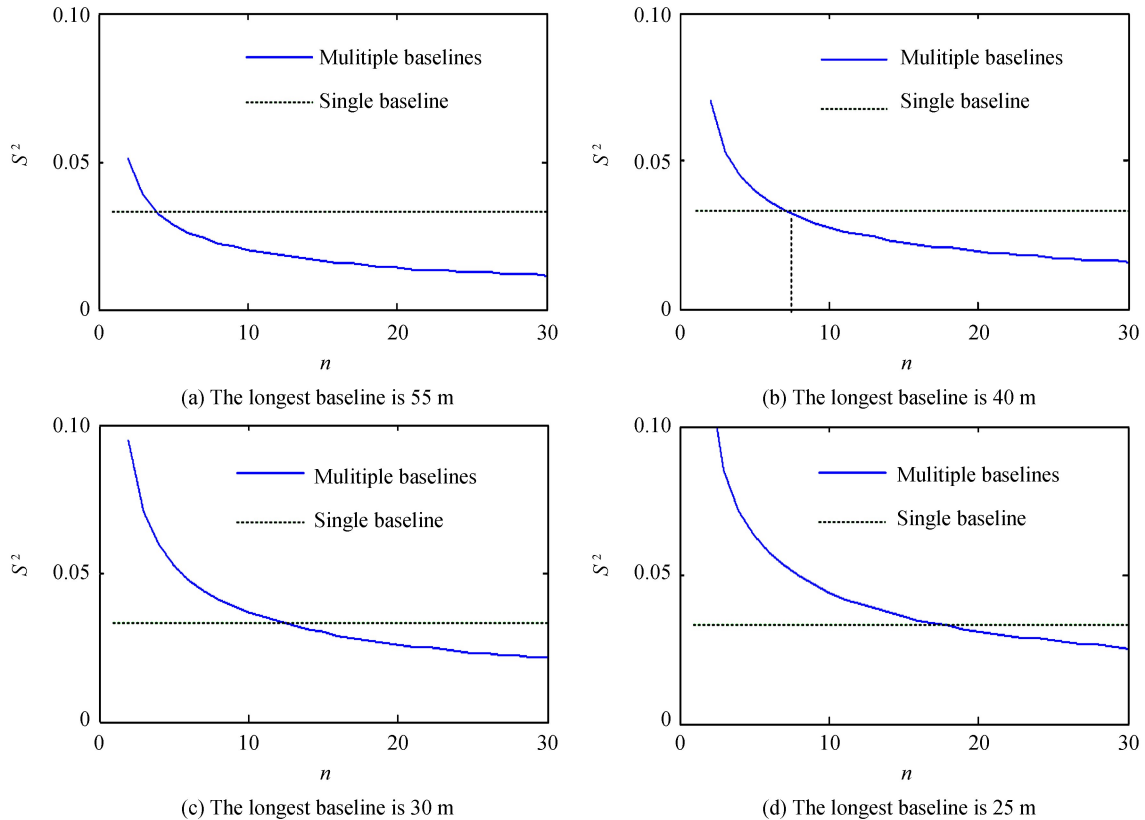 0.10
Mulitiple baselines
Single baseline
S²
0.05
0
0
10
20
30
n
(a) The longest baseline is 55 m
0.10
Mulitiple baselines
Single baseline
S²
0.05
0
0
10
20
30
n
(b) The longest baseline is 40 m
0.10
Mulitiple baselines
Single baseline
S²
0.05
0
0
10
20
30
n
(c) The longest baseline is 30 m
0.10
Mulitiple baselines
Single baseline
S²
0.05
0
0
10
20
30
n
(d) The longest baseline is 25 m